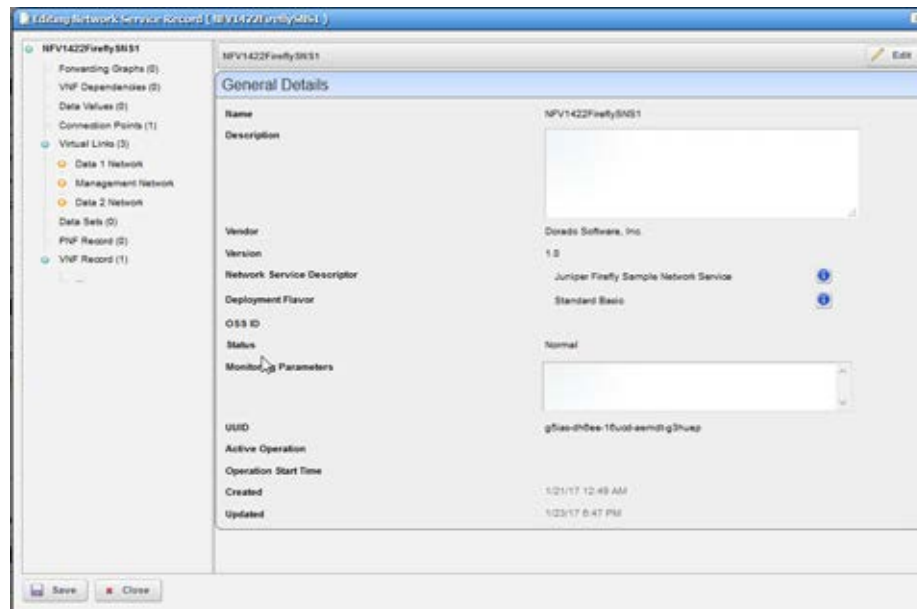 Editing Network Service Record ( NFV1422FireflySNS1 )
NFV1422FireflySNS1
Forwarding Graphs (0)
VNF Dependencies (0)
Data Values (0)
Connection Points (1)
Virtual Links (3)
Data 1 Network
Management Network
Data 2 Network
Data Sets (0)
PNF Record (0)
VNF Record (1)
...
NFV1422FireflySNS1
Edit
General Details
Name NFV1422FireflySNS1
Description
Vendor Dorado Software, Inc.
Version 1.0
Network Service Descriptor Juniper Firefly Sample Network Service
Deployment Flavor Standard Basic
OSS ID
Status Normal
Monitoring Parameters
UUID
Active Operation
Operation Start Time
Created 1/21/17 12:49 AM
Updated 1/23/17 6:47 PM
Save
Close